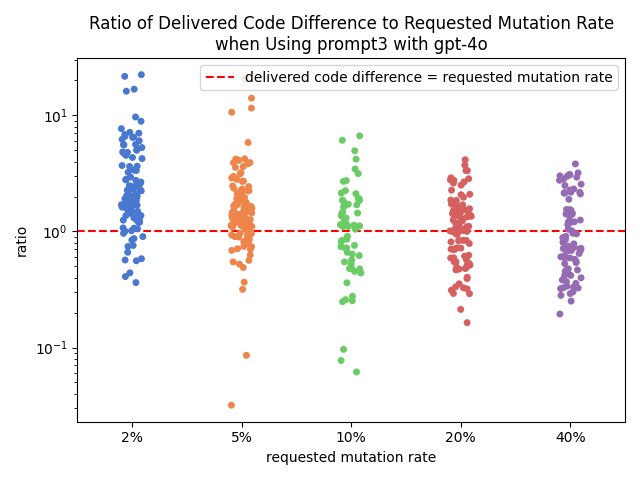 Ratio of Delivered Code Difference to Requested Mutation Rate
when Using prompt3 with gpt-4o
delivered code difference = requested mutation rate
10¹
10⁰
10⁻¹
ratio
2% 5% 10% 20% 40%
requested mutation rate